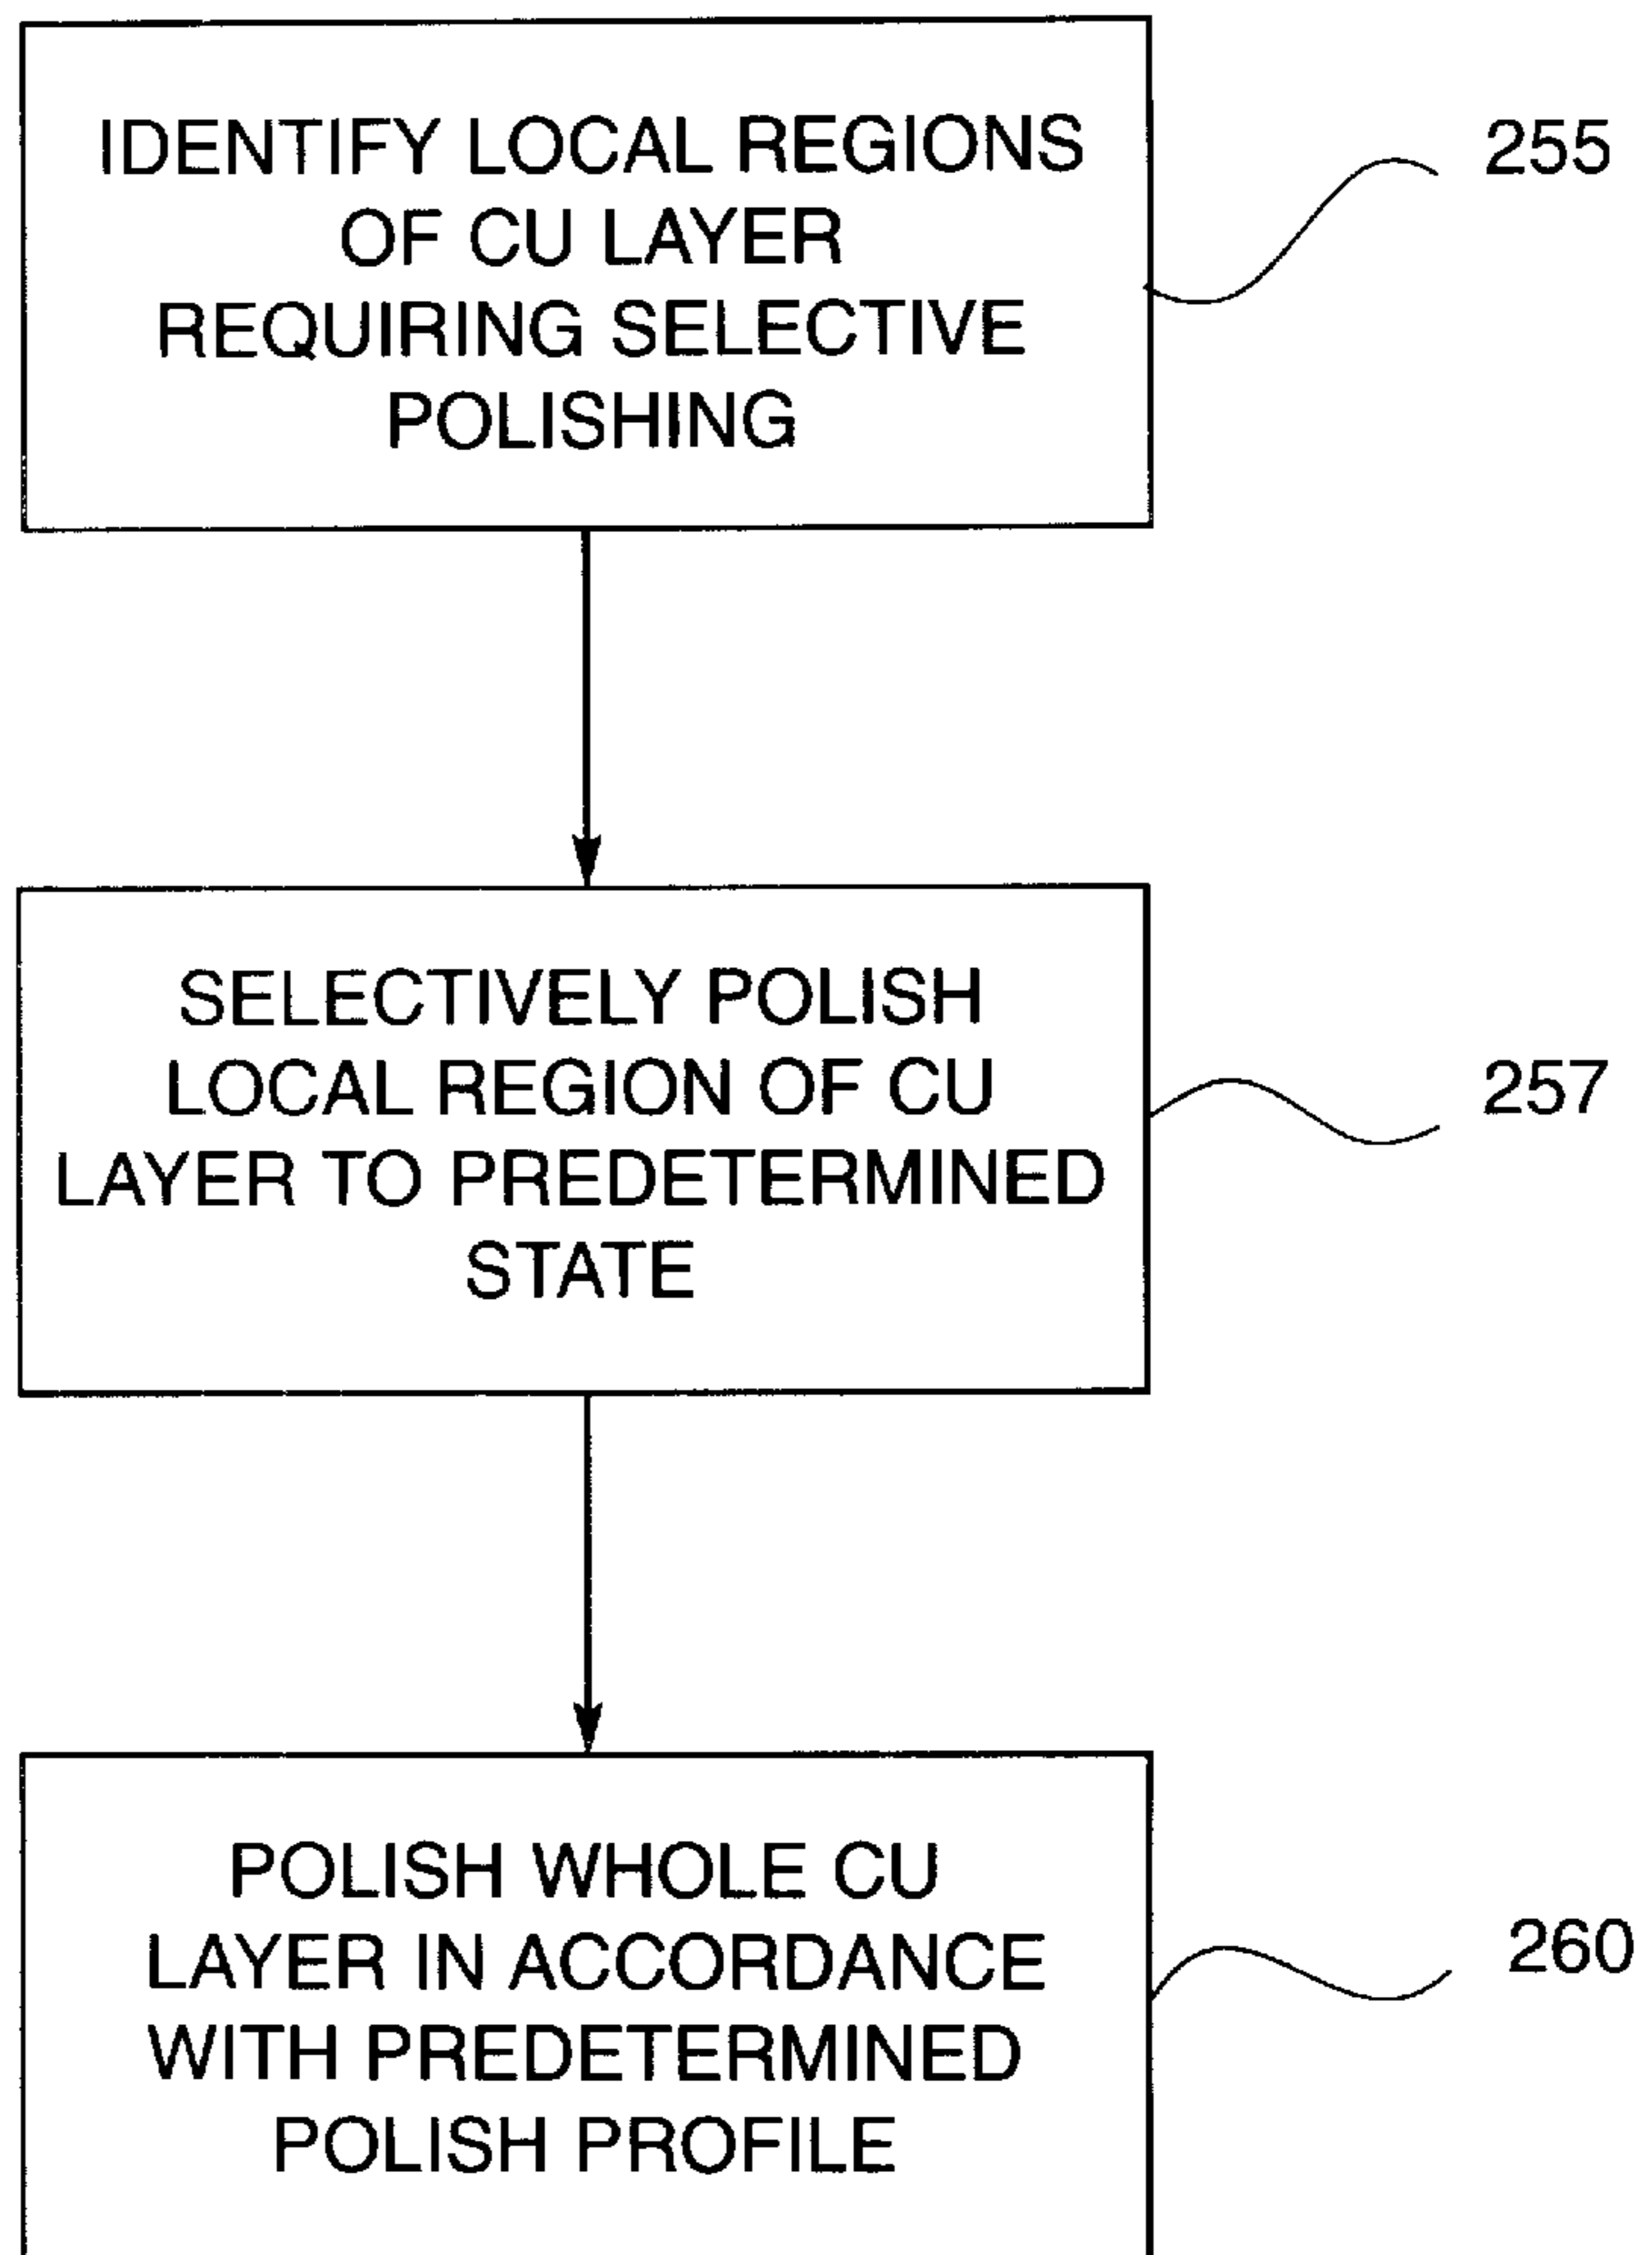 IDENTIFY LOCAL REGIONS
OF CU LAYER
REQUIRING SELECTIVE
POLISHING
255
SELECTIVELY POLISH
LOCAL REGION OF CU
LAYER TO PREDETERMINED
STATE
257
POLISH WHOLE CU
LAYER IN ACCORDANCE
WITH PREDETERMINED
POLISH PROFILE
260